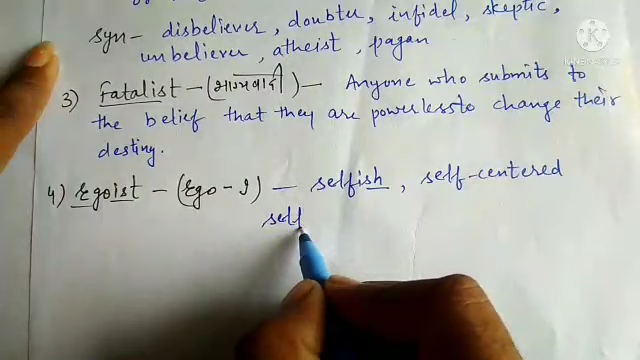 syn- disbeliever, doubter, infidel, skeptic,
unbeliever, atheist, pagan
3) Fatalist - (भाग्यवादी) - Anyone who submits to
the belief that they are powerless to change their
destiny.
4) Egoist - (Ego - I) - selfish, self-centered
self